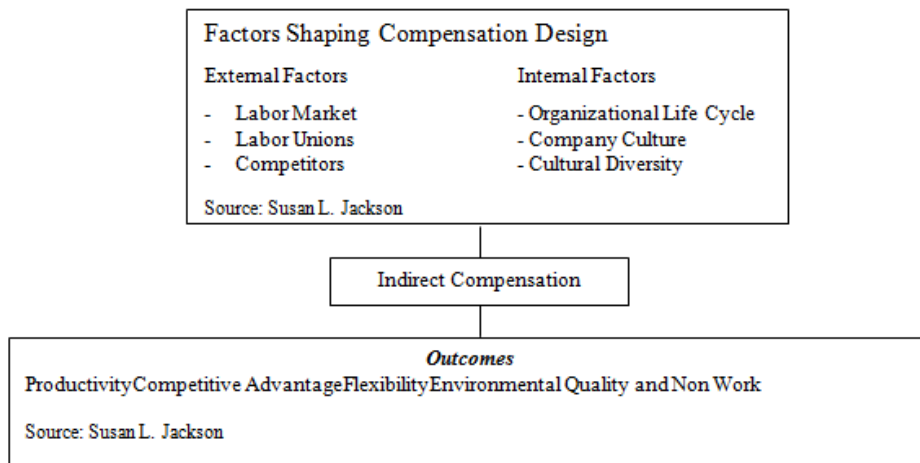 Factors Shaping Compensation Design
External Factors Internal Factors
- Labor Market - Organizational Life Cycle
- Labor Unions - Company Culture
- Competitors - Cultural Diversity
Source: Susan L. Jackson
Indirect Compensation
Outcomes
ProductivityCompetitive AdvantageFlexibilityEnvironmental Quality and Non Work
Source: Susan L. Jackson